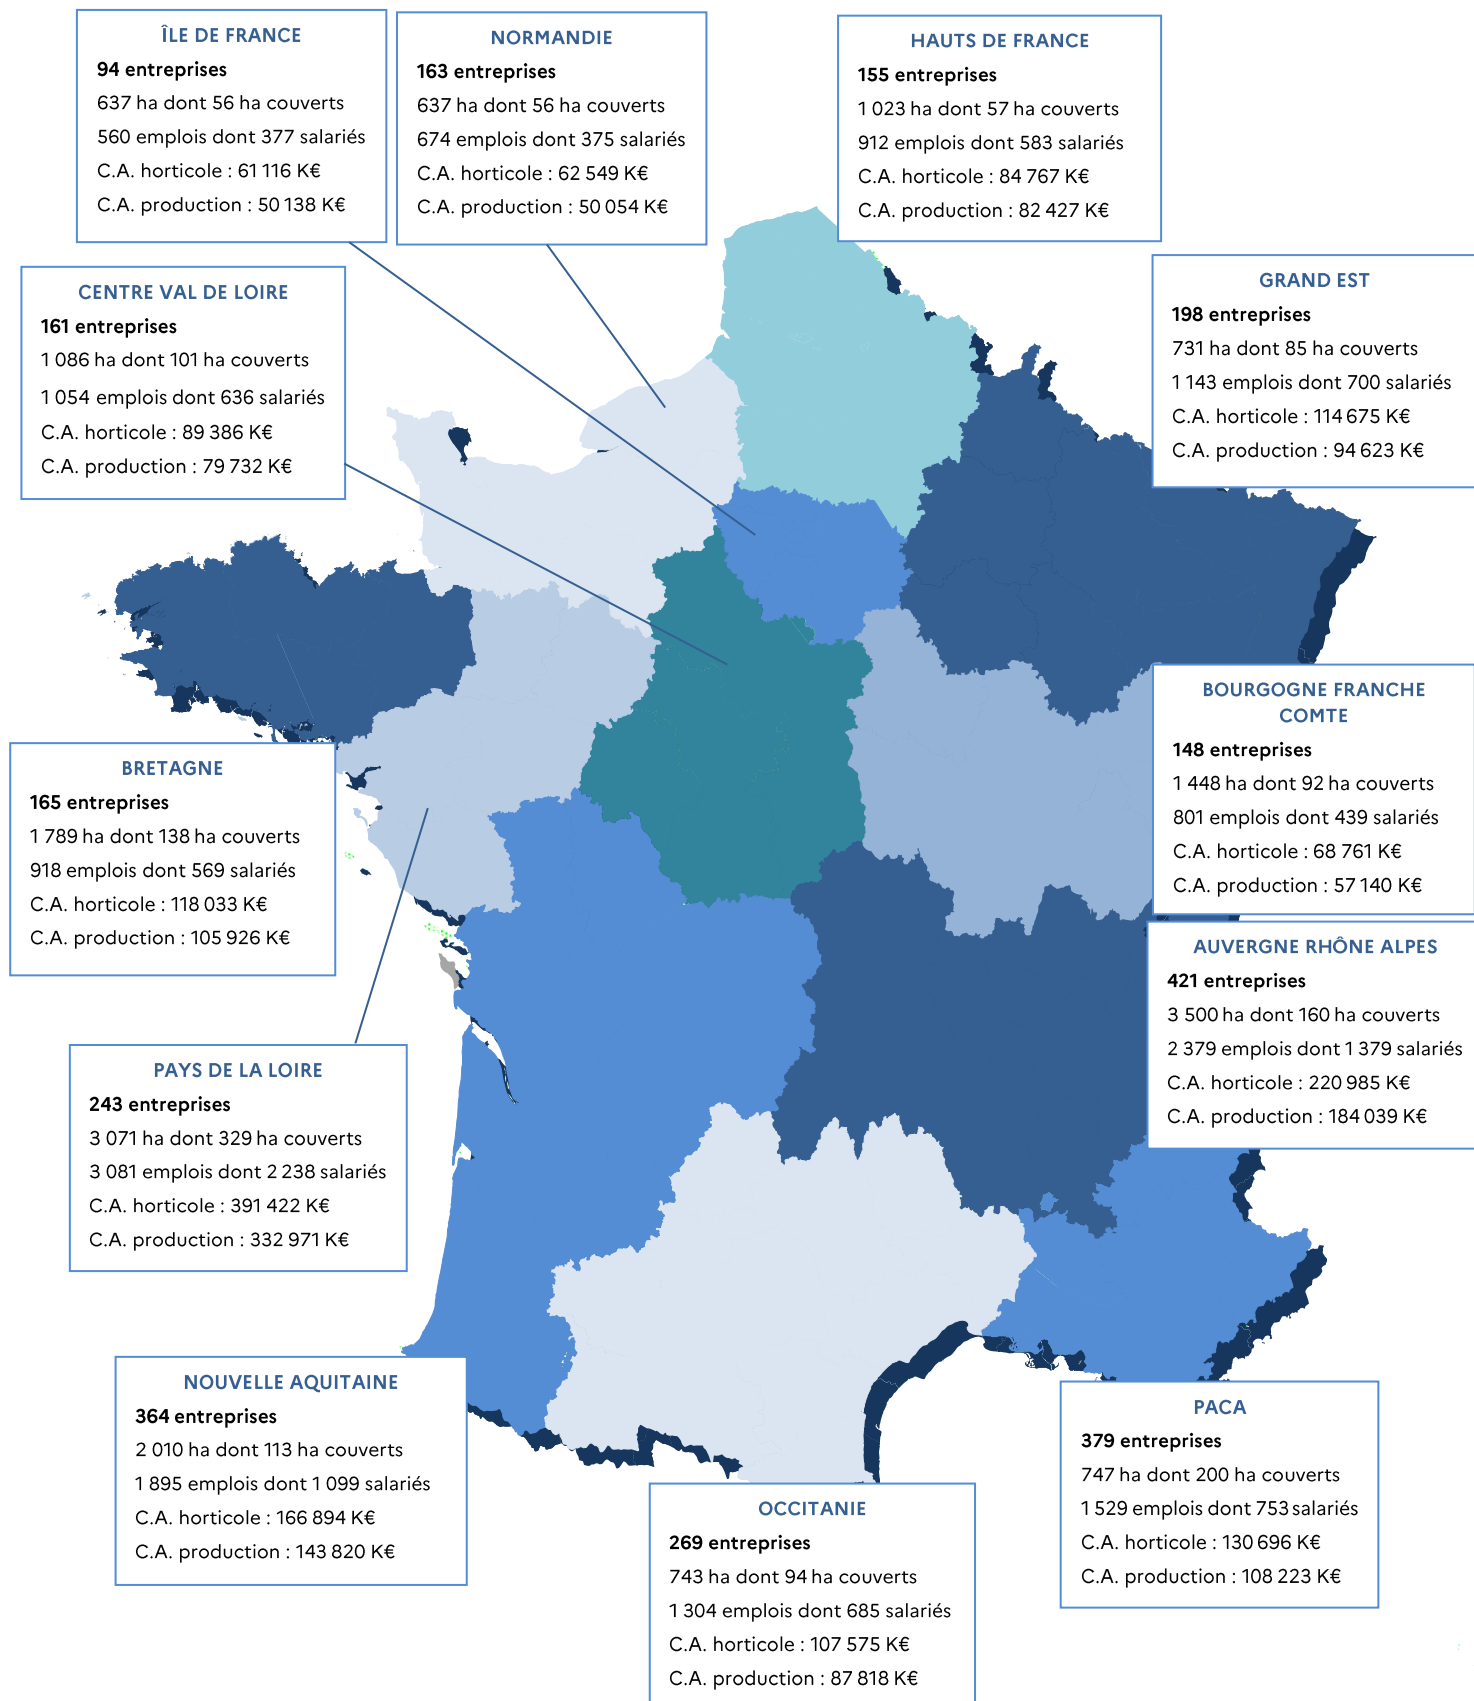 ÎLE DE FRANCE
94 entreprises
637 ha dont 56 ha couverts
560 emplois dont 377 salariés
C.A. horticole : 61 116 K€
C.A. production : 50 138 K€
NORMANDIE
163 entreprises
637 ha dont 56 ha couverts
674 emplois dont 375 salariés
C.A. horticole : 62 549 K€
C.A. production : 50 054 K€
HAUTS DE FRANCE
155 entreprises
1 023 ha dont 57 ha couverts
912 emplois dont 583 salariés
C.A. horticole : 84 767 K€
C.A. production : 82 427 K€
CENTRE VAL DE LOIRE
161 entreprises
1 086 ha dont 101 ha couverts
1 054 emplois dont 636 salariés
C.A. horticole : 89 386 K€
C.A. production : 79 732 K€
GRAND EST
198 entreprises
731 ha dont 85 ha couverts
1 143 emplois dont 700 salariés
C.A. horticole : 114 675 K€
C.A. production : 94 623 K€
BOURGOGNE FRANCHE
COMTE
148 entreprises
1 448 ha dont 92 ha couverts
801 emplois dont 439 salariés
C.A. horticole : 68 761 K€
C.A. production : 57 140 K€
BRETAGNE
165 entreprises
1 789 ha dont 138 ha couverts
918 emplois dont 569 salariés
C.A. horticole : 118 033 K€
C.A. production : 105 926 K€
AUVERGNE RHÔNE ALPES
421 entreprises
3 500 ha dont 160 ha couverts
2 379 emplois dont 1 379 salariés
C.A. horticole : 220 985 K€
C.A. production : 184 039 K€
PAYS DE LA LOIRE
243 entreprises
3 071 ha dont 329 ha couverts
3 081 emplois dont 2 238 salariés
C.A. horticole : 391 422 K€
C.A. production : 332 971 K€
NOUVELLE AQUITAINE
364 entreprises
2 010 ha dont 113 ha couverts
1 895 emplois dont 1 099 salariés
C.A. horticole : 166 894 K€
C.A. production : 143 820 K€
PACA
379 entreprises
747 ha dont 200 ha couverts
1 529 emplois dont 753 salariés
C.A. horticole : 130 696 K€
C.A. production : 108 223 K€
OCCITANIE
269 entreprises
743 ha dont 94 ha couverts
1 304 emplois dont 685 salariés
C.A. horticole : 107 575 K€
C.A. production : 87 818 K€